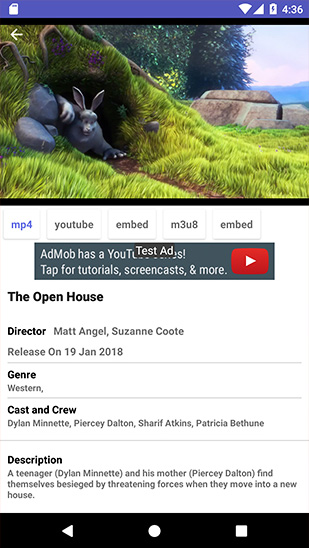 4:36
mp4 youtube embed m3u8 embed
AdMob has a YouTube Series!
Test Ad
Tap for tutorials, screencasts, & more.
The Open House
Director Matt Angel, Suzanne Coote
Release On 19 Jan 2018
Genre
Western,
Cast and Crew
Dylan Minnette, Piercey Dalton, Sharif Atkins, Patricia Bethune
Description
A teenager (Dylan Minnette) and his mother (Piercey Dalton) find
themselves besieged by threatening forces when they move into a new
house.